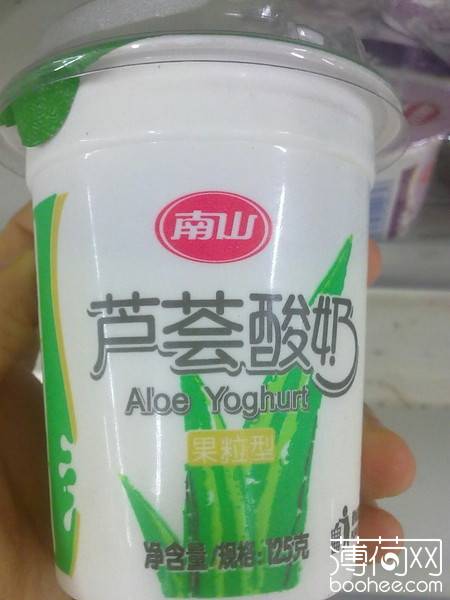 南山
芦荟酸奶
Aloe Yoghurt
果粒型
净含量/规格:125克
薄荷网
boohee.com